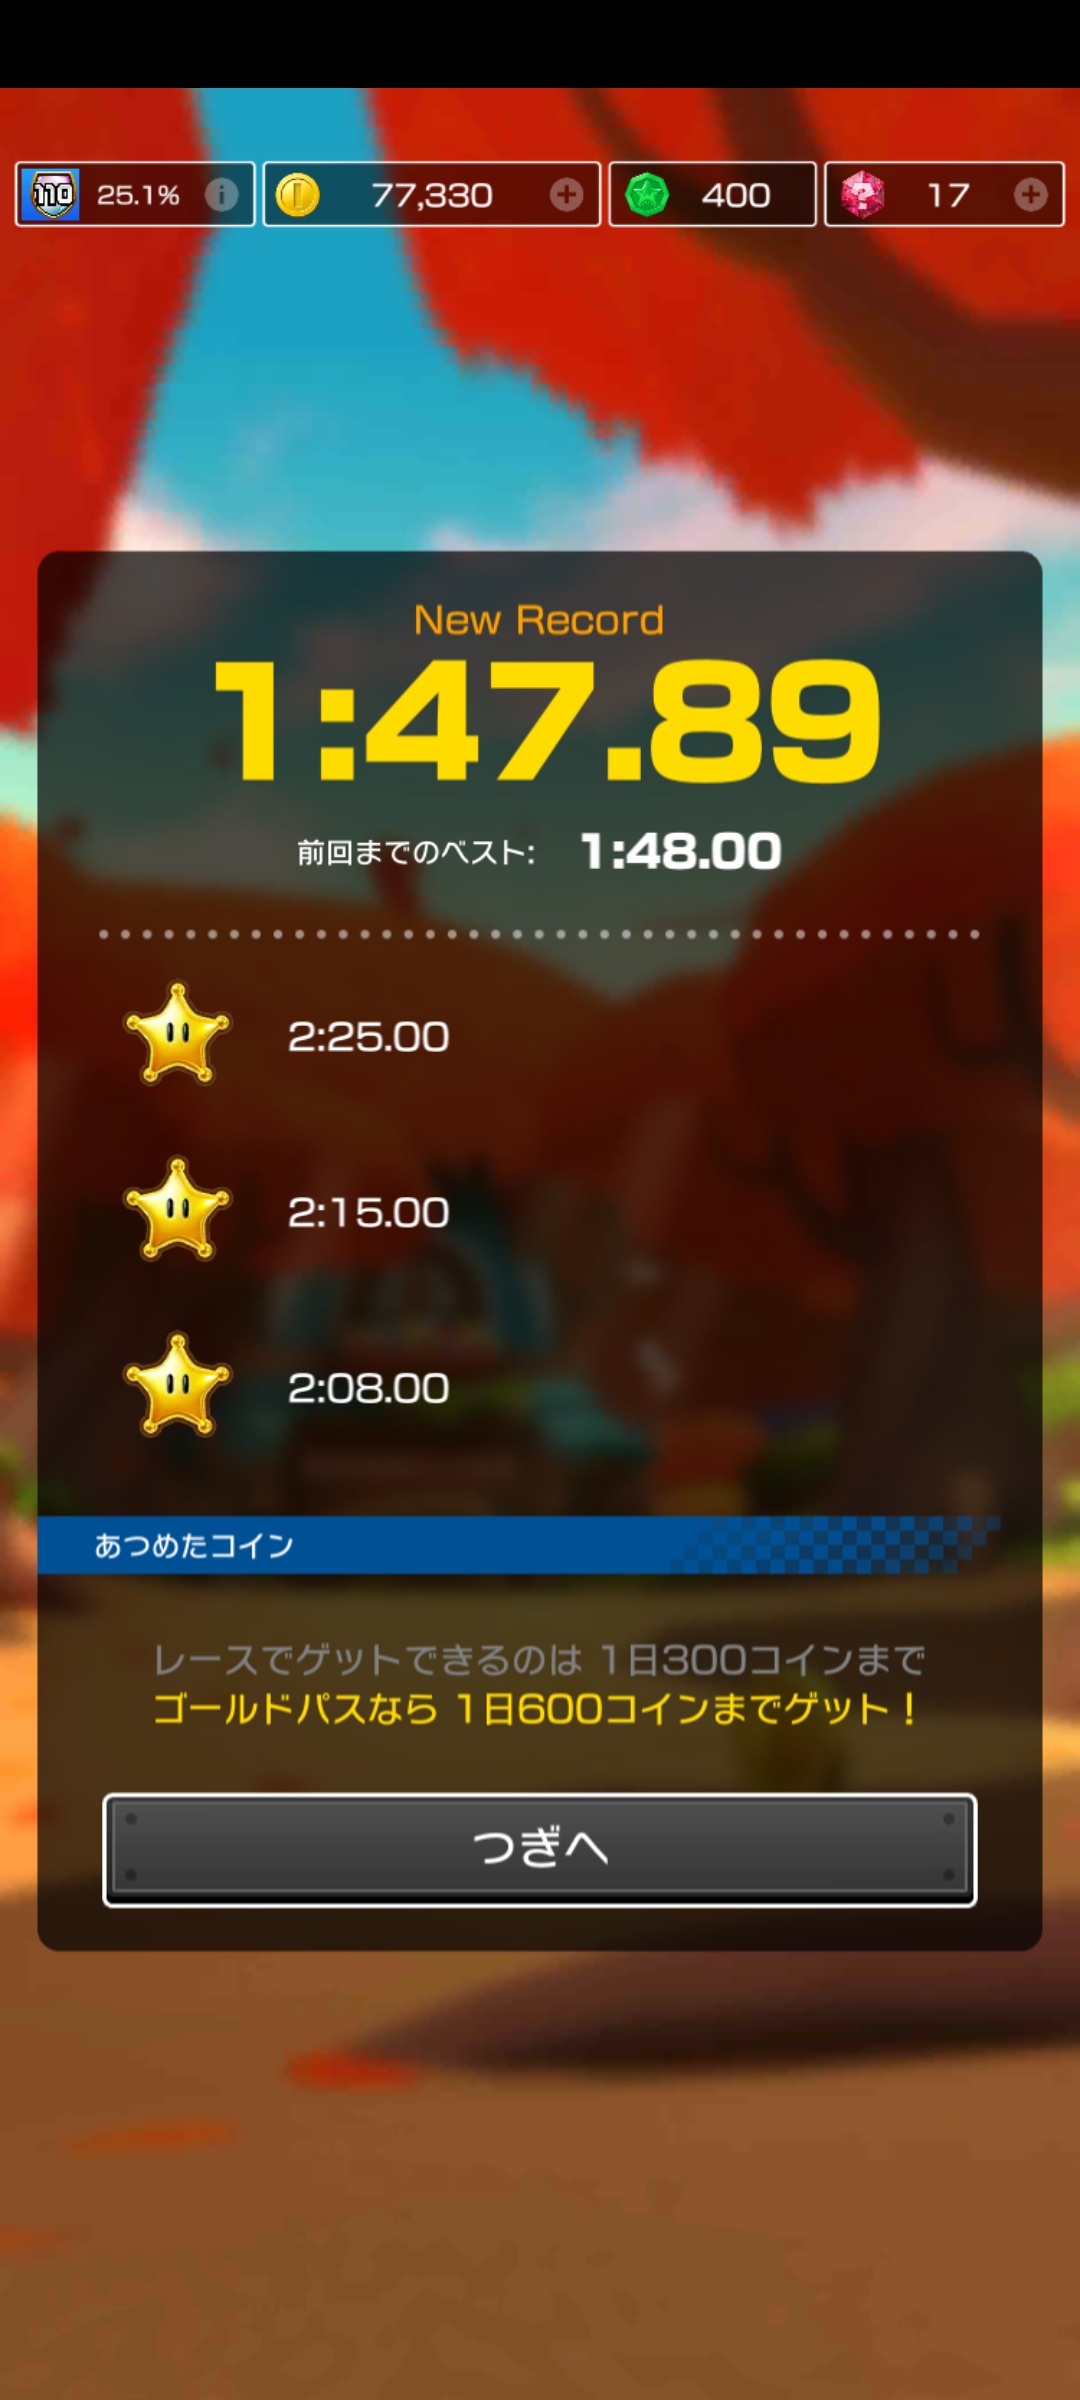 110 25.1% i 77,330 + 400 ? 17 +
New Record
1:47.89
前回までのベスト: 1:48.00
2:25.00
2:15.00
2:08.00
あつめたコイン
レースでゲットできるのは 1日300コインまで
ゴールドパスなら 1日600コインまでゲット！
つぎへ